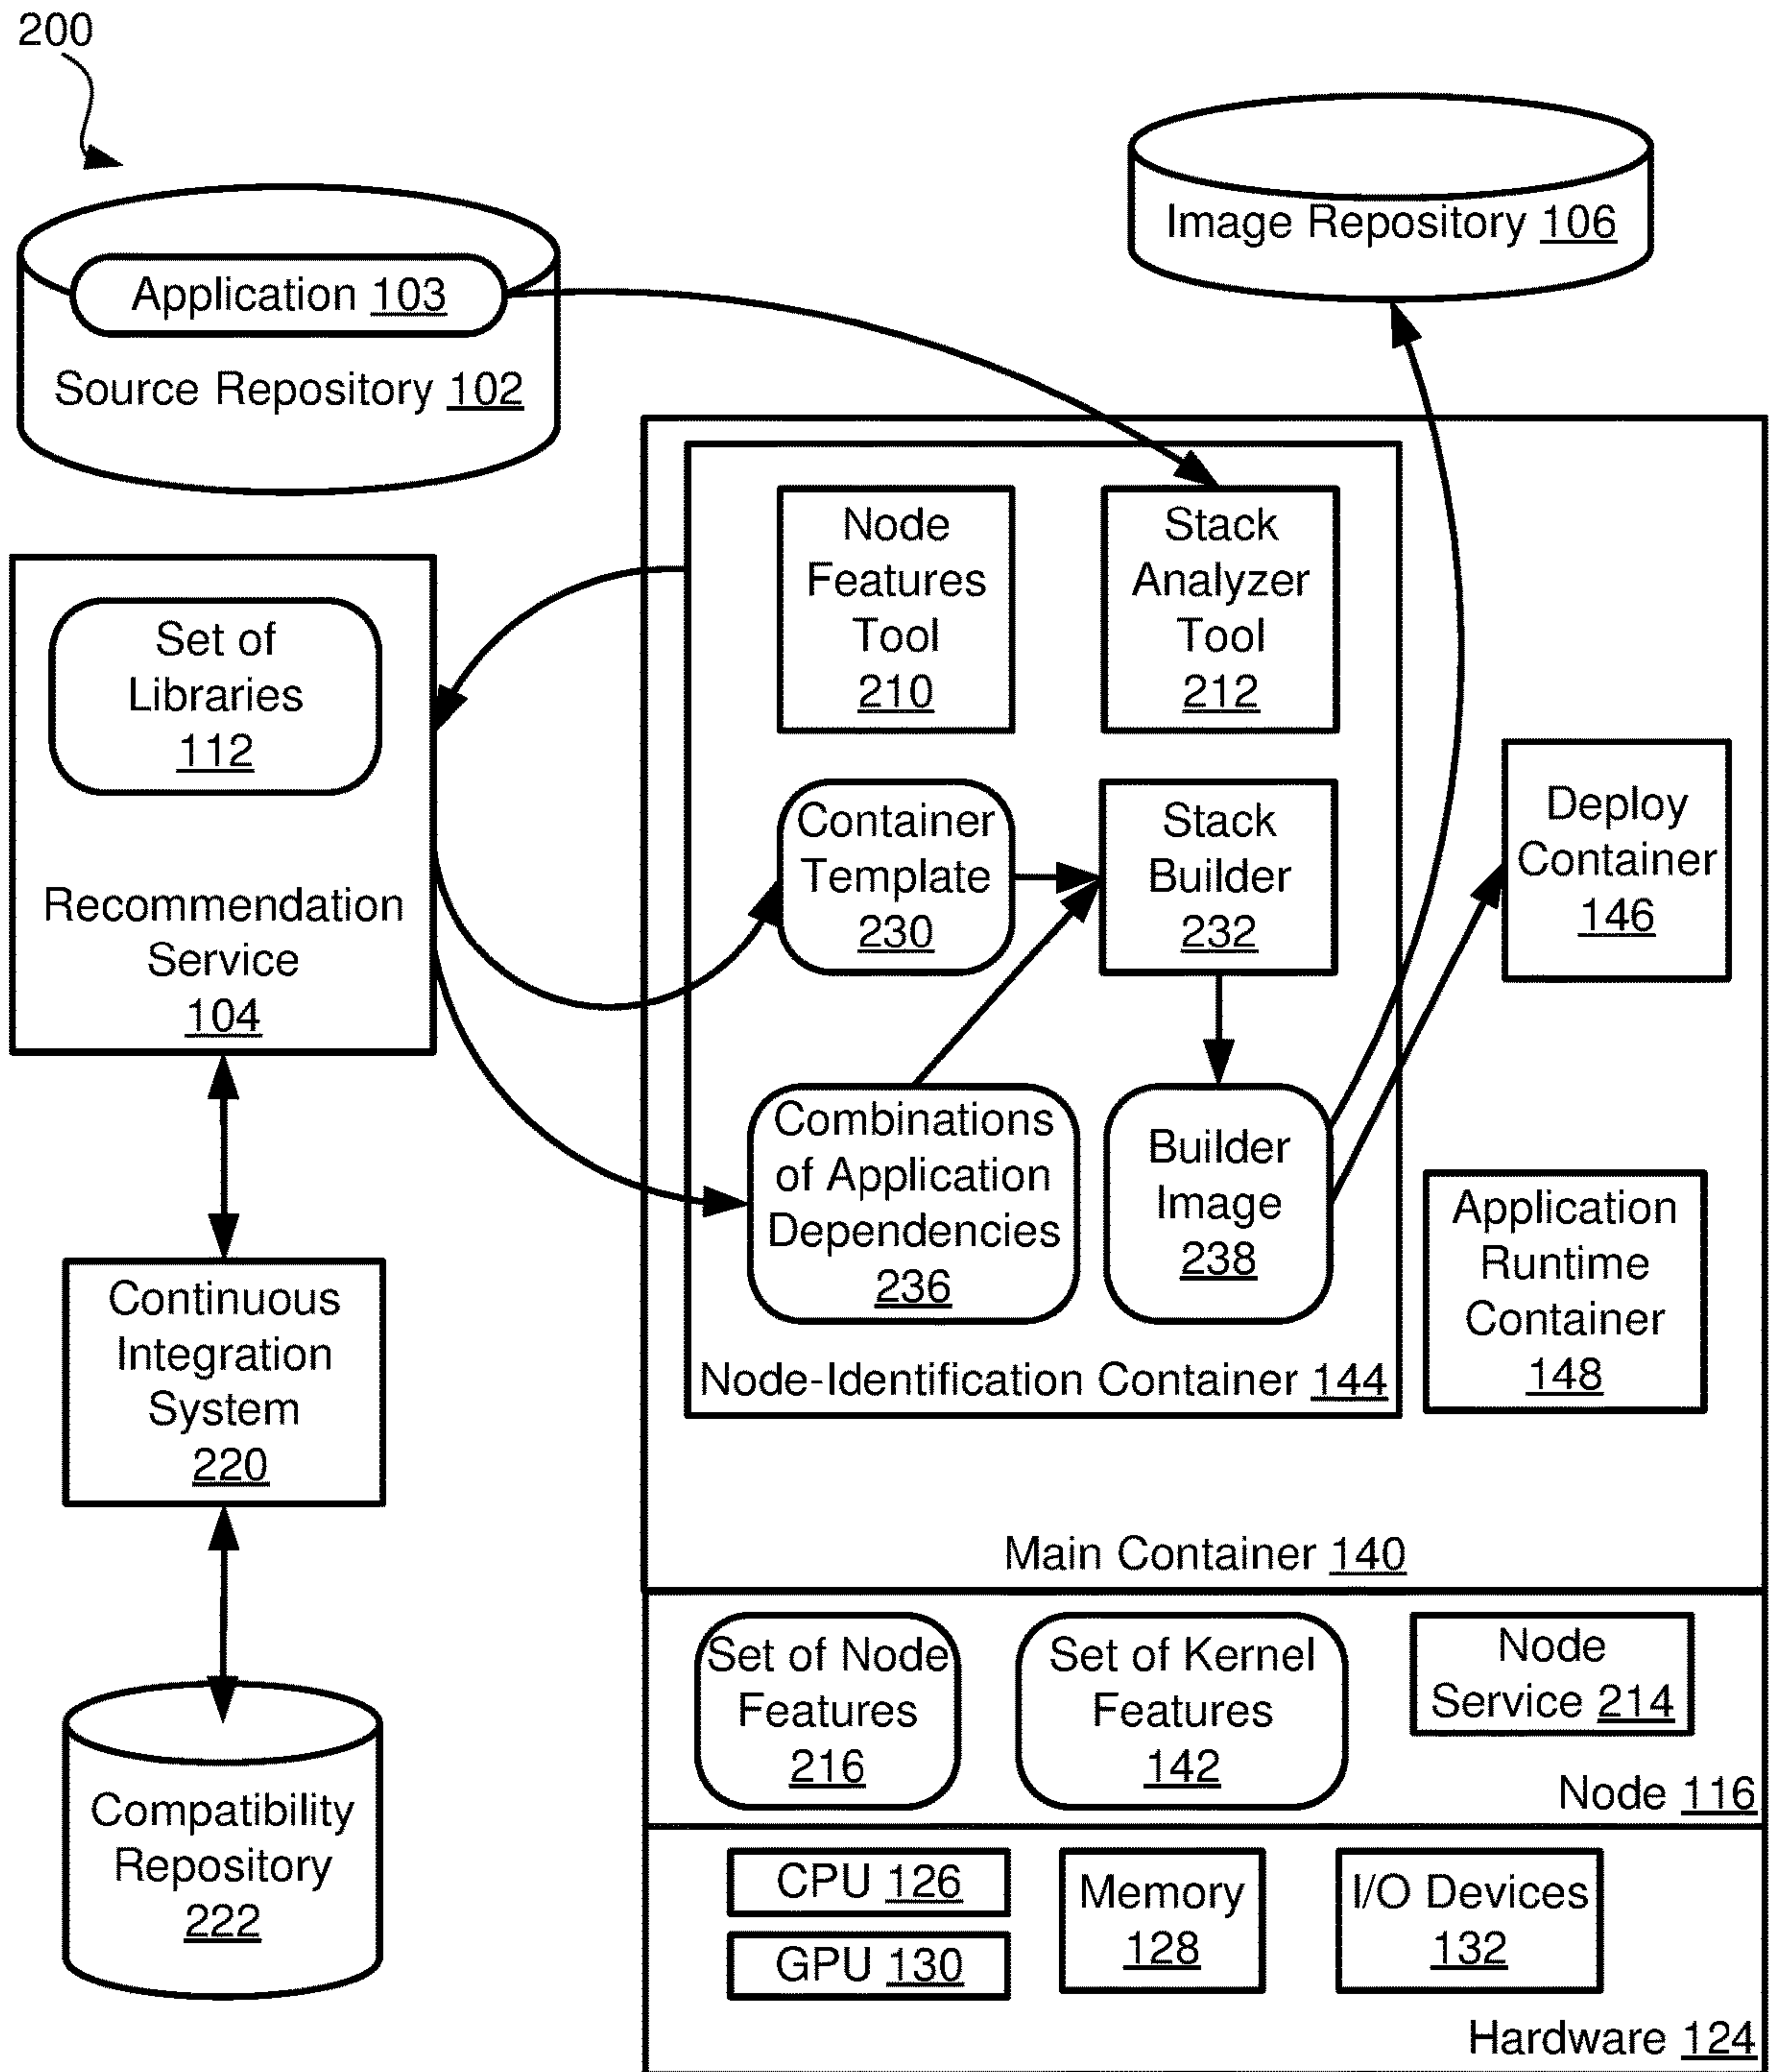 200
Image Repository 106
Application 103
Source Repository 102
Node
Features
Tool
210
Stack
Analyzer
Tool
212
Set of
Libraries
112
Recommendation
Service
104
Container
Template
230
Stack
Builder
232
Deploy
Container
146
Combinations
of Application
Dependencies
236
Builder
Image
238
Application
Runtime
Container
148
Node-Identification Container 144
Continuous
Integration
System
220
Main Container 140
Set of Node
Features
216
Set of Kernel
Features
142
Node
Service 214
Node 116
Compatibility
Repository
222
CPU 126
GPU 130
Memory
128
I/O Devices
132
Hardware 124